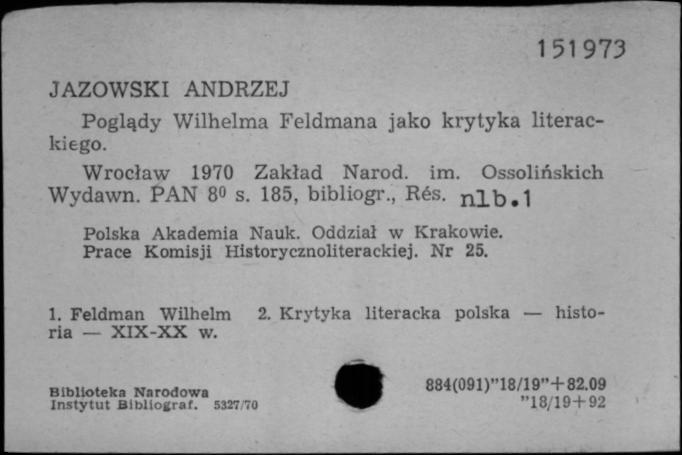 151973
JAZOWSKI ANDRZEJ
Poglądy Wilhelma Feldmana jako krytyka literac-
kiego.
Wrocław 1970 Zakład Narod. im. Ossolińskich
Wydawn. PAN 8⁰ s. 185, bibliogr., Rés. nlb.1
Polska Akademia Nauk. Oddział w Krakowie.
Prace Komisji Historycznoliterackiej. Nr 25.
1. Feldman Wilhelm 2. Krytyka literacka polska — histo-
ria — XIX-XX w.
Biblioteka Narodowa
Instytut Bibliograf. 5327/70
884(091)"18/19"+82.09
"18/19+92